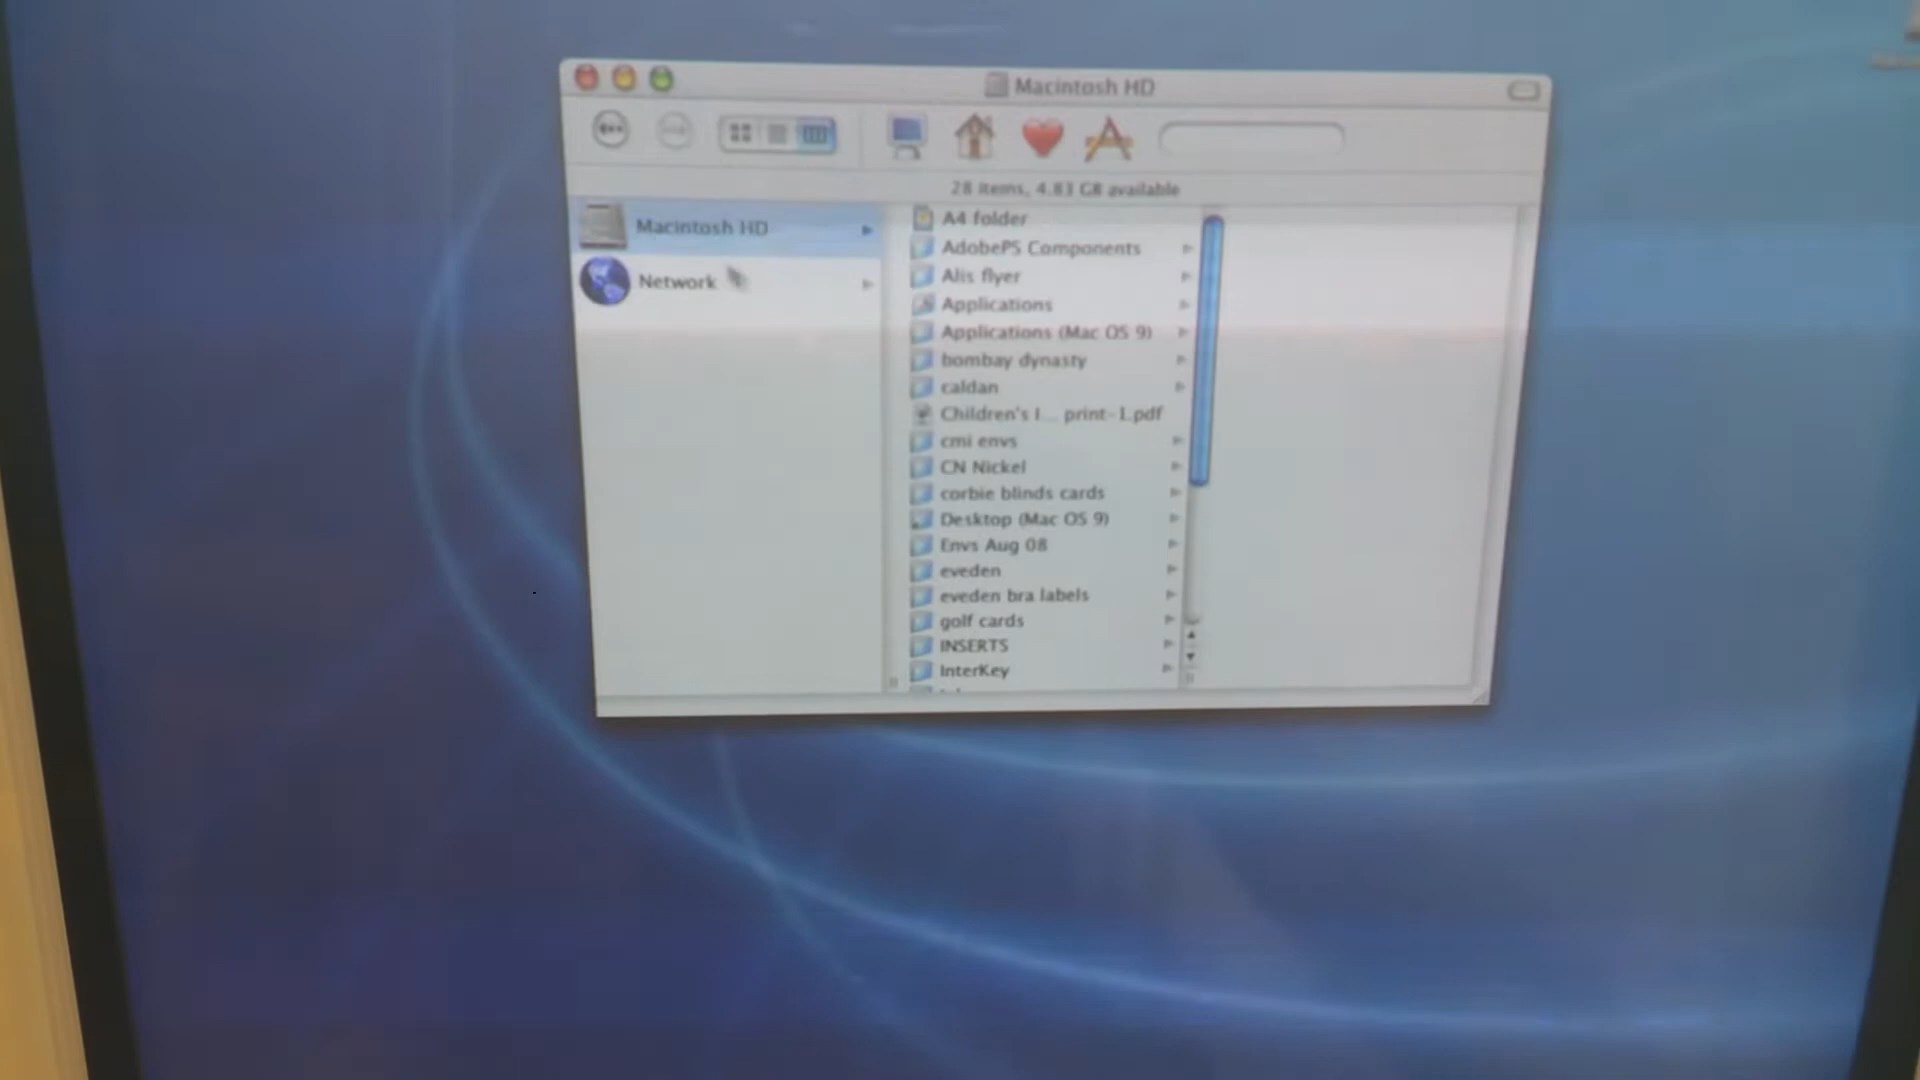 Macintosh HD
28 items, 4.83 GB available
Macintosh HD
Network
A4 folder
AdobePS Components
Alis flyer
Applications
Applications (Mac OS 9)
bombay dynasty
caldan
Children's I... print-1.pdf
cmi envs
CN Nickel
corbie blinds cards
Desktop (Mac OS 9)
Envs Aug 08
eveden
eveden bra labels
golf cards
INSERTS
InterKey